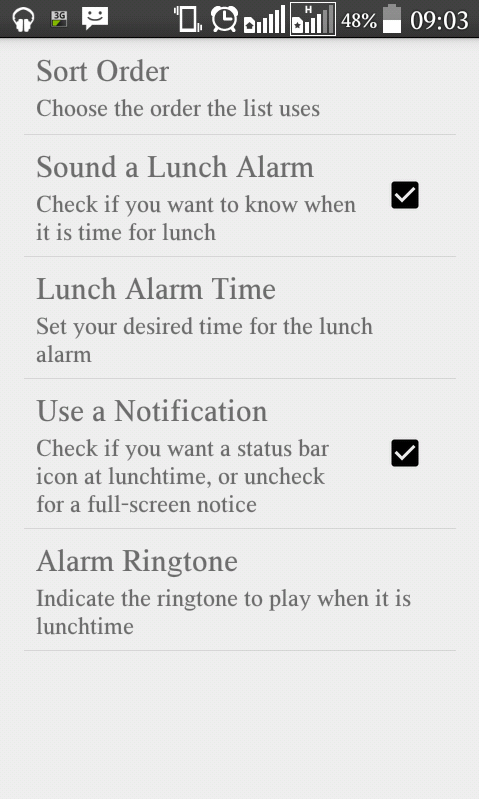 3G H 48% 09:03
Sort Order
Choose the order the list uses
Sound a Lunch Alarm
Check if you want to know when
it is time for lunch
Lunch Alarm Time
Set your desired time for the lunch
alarm
Use a Notification
Check if you want a status bar
icon at lunchtime, or uncheck
for a full-screen notice
Alarm Ringtone
Indicate the ringtone to play when it is
lunchtime